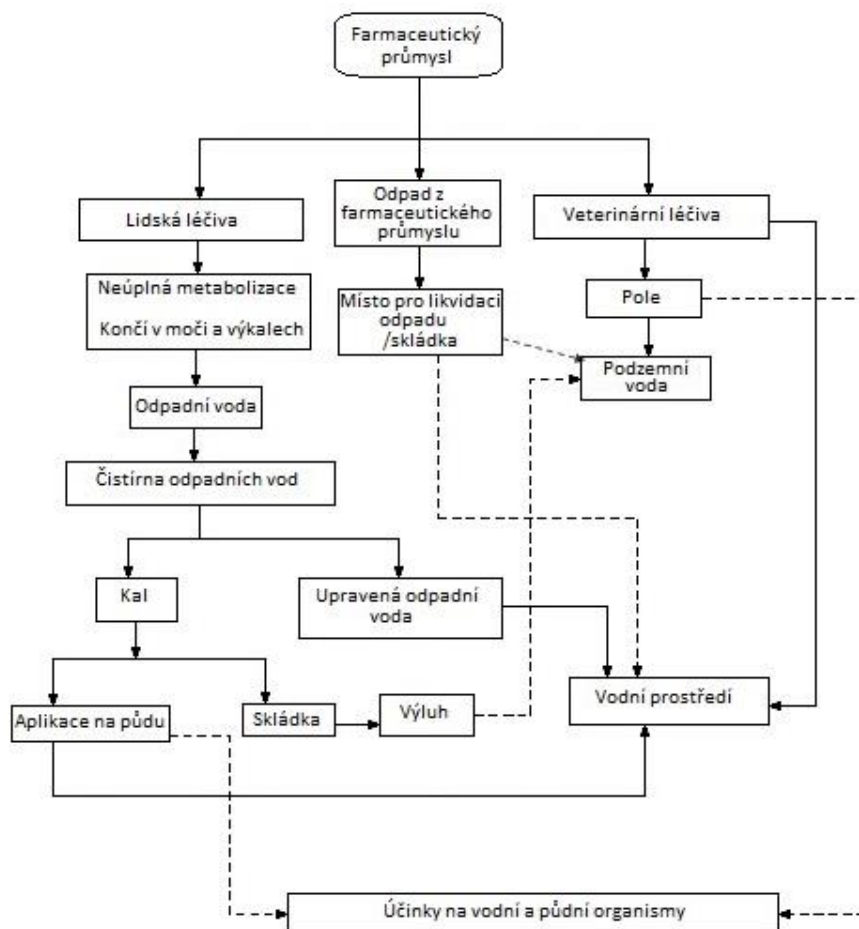 Farmaceutický
průmysl
Lidská léčiva
Odpad z
farmaceutického
průmyslu
Veterinární léčiva
Neúplná metabolizace
Končí v moči a výkalech
Místo pro likvidaci
odpadu
/skládka
Pole
Podzemní
voda
Odpadní voda
Čistírna odpadních vod
Kal
Upravená odpadní
voda
Aplikace na půdu
Skládka
Výluh
Vodní prostředí
Účinky na vodní a půdní organismy